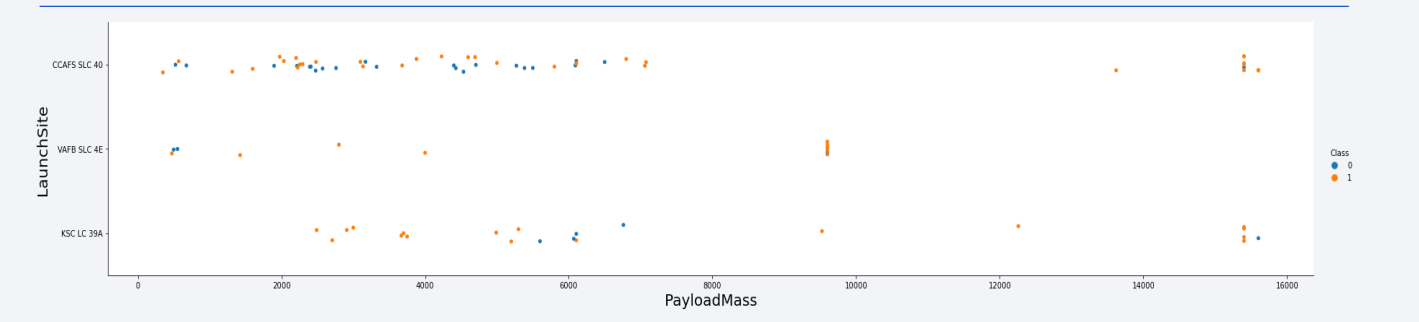 LaunchSite
CCAFS SLC 40
VAFB SLC 4E
KSC LC 39A
0 2000 4000 6000 8000 10000 12000 14000 16000
PayloadMass
Class
0
1